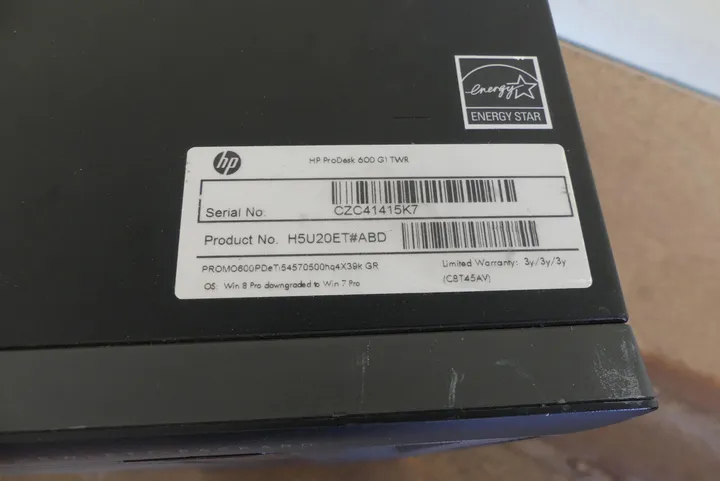 energy
ENERGY STAR
hp
HP ProDesk 600 G1 TWR
Serial No. CZC41415K7
Product No. H5U20ET#ABD
PROMO600PDeTi54570500hq4X39k GR
Limited Warranty: 3y/3y/3y
OS: Win 8 Pro downgraded to Win 7 Pro
(C8T45AV)